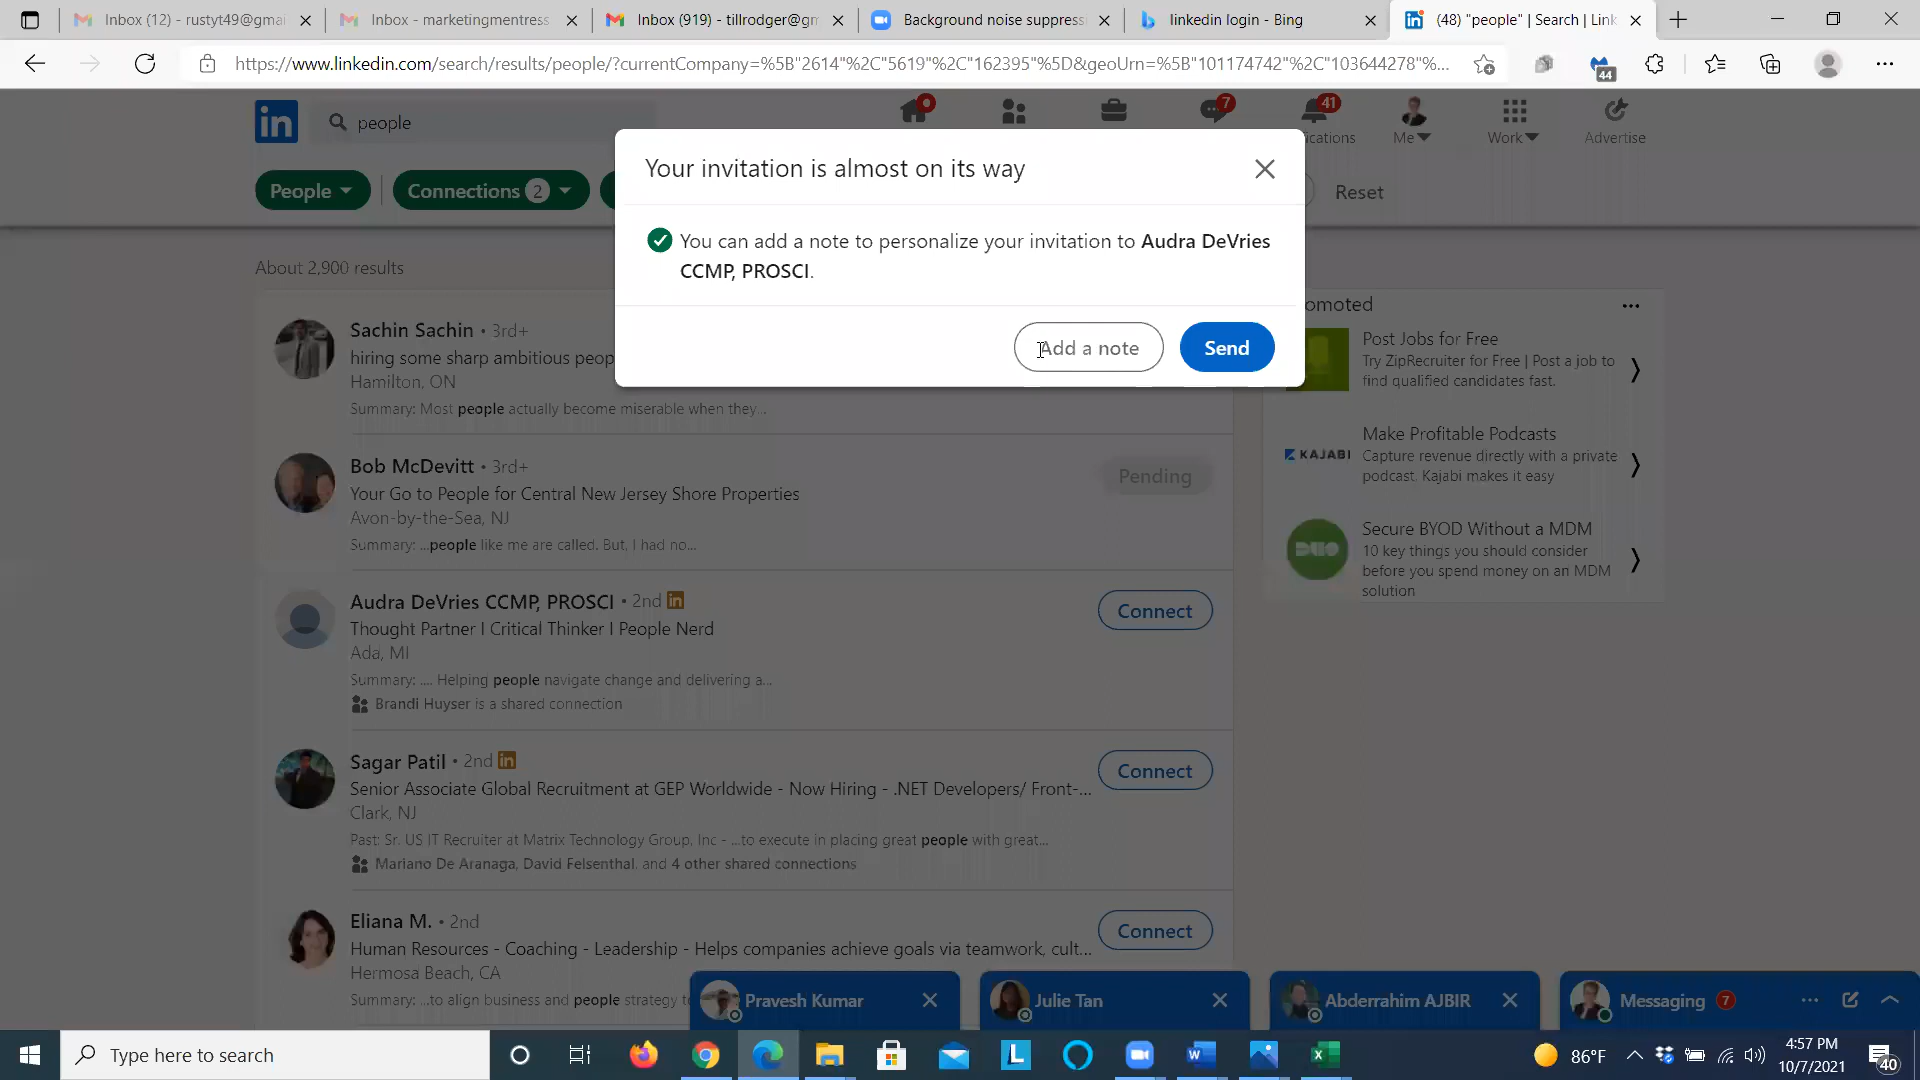 Inbox (12) - rustyt49@gmai
Inbox - marketingmentress
Inbox (919) - tillrodger@gm
Background noise suppress
linkedin login - Bing
(48) "people" | Search | Link
https://www.linkedin.com/search/results/people/?currentCompany=%5B"2614"%2C"5619"%2C"162395"%5D&geoUrn=%5B"101174742"%2C"103644278"%...
44
in
people
7
41
ications
Me
Work
Advertise
People
Connections 2
Reset
Your invitation is almost on its way
You can add a note to personalize your invitation to Audra DeVries
CCMP, PROSCI.
Add a note
Send
About 2,900 results
Sachin Sachin • 3rd+
hiring some sharp ambitious peop
Hamilton, ON
Summary: Most people actually become miserable when they...
Bob McDevitt • 3rd+
Your Go to People for Central New Jersey Shore Properties
Avon-by-the-Sea, NJ
Summary: ...people like me are called. But, I had no...
Pending
Audra DeVries CCMP, PROSCI • 2nd in
Thought Partner I Critical Thinker I People Nerd
Ada, MI
Summary: .... Helping people navigate change and delivering a...
Brandi Huyser is a shared connection
Connect
Sagar Patil • 2nd in
Senior Associate Global Recruitment at GEP Worldwide - Now Hiring - .NET Developers/ Front-...
Clark, NJ
Past: Sr. US IT Recruiter at Matrix Technology Group, Inc - ...to execute in placing great people with great...
Mariano De Aranaga, David Felsenthal, and 4 other shared connections
Connect
Eliana M. • 2nd
Human Resources - Coaching - Leadership - Helps companies achieve goals via teamwork, cult...
Hermosa Beach, CA
Summary: ...to align business and people strategy t
Connect
omoted
Post Jobs for Free
Try ZipRecruiter for Free | Post a job to
find qualified candidates fast.
KAJABI
Make Profitable Podcasts
Capture revenue directly with a private
podcast. Kajabi makes it easy
DUO
Secure BYOD Without a MDM
10 key things you should consider
before you spend money on an MDM
solution
Pravesh Kumar
Julie Tan
Abderrahim AJBIR
Messaging 7
Type here to search
L
86°F
4:57 PM
10/7/2021
40